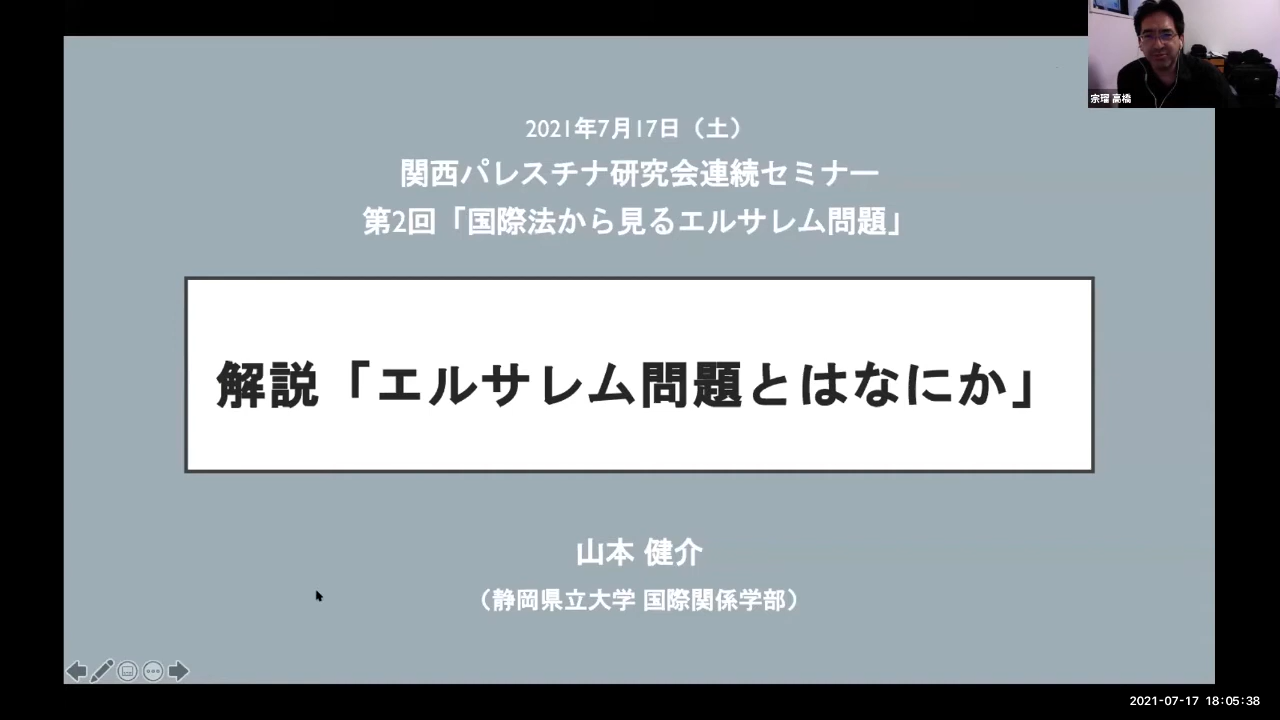 2021年7月17日（土）
関西パレスチナ研究会連続セミナー
第2回「国際法から見るエルサレム問題」
解説「エルサレム問題とはなにか」
山本 健介
（静岡県立大学 国際関係学部）
宗瑠 高橋
2021-07-17 18:05:38